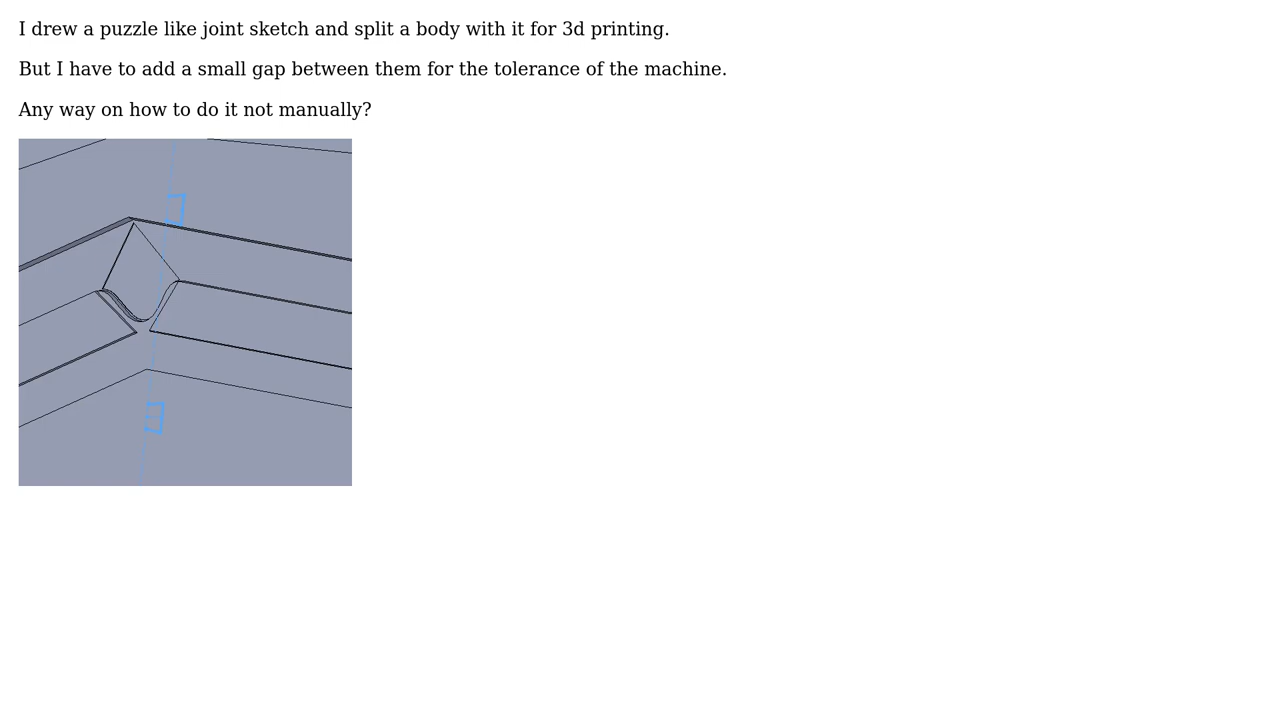 I drew a puzzle like joint sketch and split a body with it for 3d printing.
But I have to add a small gap between them for the tolerance of the machine.
Any way on how to do it not manually?